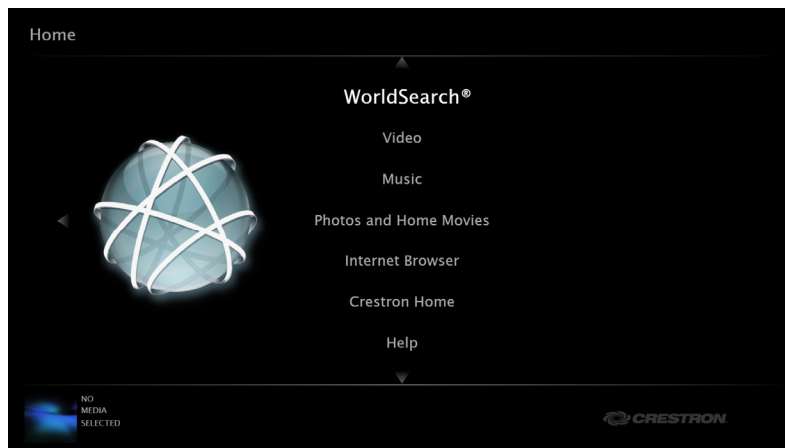 Home
WorldSearch®
Video
Music
Photos and Home Movies
Internet Browser
Crestron Home
Help
NO
MEDIA
SELECTED
CRESTRON